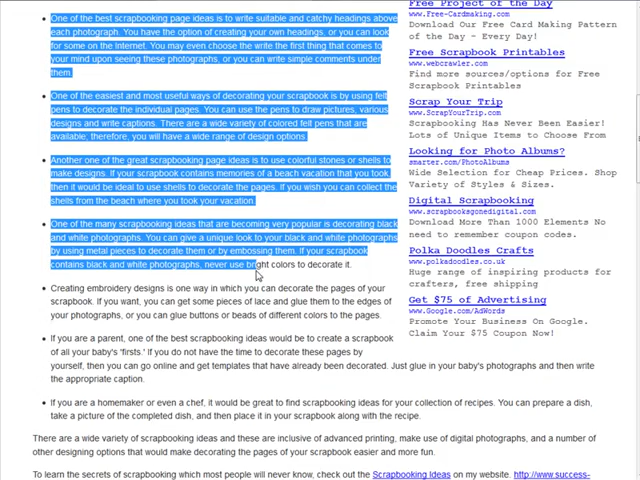 One of the best scrapbooking page ideas is to write suitable and catchy headings above
each photograph. You have the option of creating your own headings, or you can look
for some on the Internet. You may even choose the write the first thing that comes to
your mind upon seeing these photographs, or you can write simple comments under
them.
One of the easiest and most useful ways of decorating your scrapbook is by using felt
pens to decorate the individual pages. You can use the pens to draw pictures, various
designs and write captions. There are a wide variety of colored felt pens that are
available; therefore, you will have a wide range of design options.
Another one of the great scrapbooking page ideas is to use colorful stones or shells to
make designs. If your scrapbook contains memories of a beach vacation that you took,
then it would be ideal to use shells to decorate the pages. If you wish you can collect the
shells from the beach where you took your vacation.
One of the many scrapbooking ideas that are becoming very popular is decorating black
and white photographs. You can give a unique look to your black and white photographs
by using metal pieces to decorate them or by embossing them. If your scrapbook
contains black and white photographs, never use bright colors to decorate it.
Creating embroidery designs is one way in which you can decorate the pages of your
scrapbook. If you want, you can get some pieces of lace and glue them to the edges of
your photographs, or you can glue buttons or beads of different colors to the pages.
If you are a parent, one of the best scrapbooking ideas would be to create a scrapbook
of all your baby's 'firsts.' If you do not have the time to decorate these pages by
yourself, then you can go online and get templates that have already been decorated. Just glue in your baby's photographs and then write
the appropriate caption.
If you are a homemaker or even a chef, it would be great to find scrapbooking ideas for your collection of recipes. You can prepare a dish,
take a picture of the completed dish, and then place it in your scrapbook along with the recipe.
There are a wide variety of scrapbooking ideas and these are inclusive of advanced printing, make use of digital photographs, and a number of
other designing options that would make decorating the pages of your scrapbook easier and more fun.
To learn the secrets of scrapbooking which most people will never know, check out the Scrapbooking Ideas on my website. http://www.success-
Free Project of the Day
www.Free-Cardmaking.com
Download Our Free Card Making Pattern
of the Day - Every Day!
Free Scrapbook Printables
www.webcrawler.com
Find more sources/options for Free
Scrapbook Printables
Scrap Your Trip
www.ScrapYourTrip.com
Scrapbooking Has Never Been Easier!
Lots of Unique Items to Choose From
Looking for Photo Albums?
smarter.com/PhotoAlbums
Wide Selection for Cheap Prices. Shop
Variety of Styles & Sizes.
Digital Scrapbooking
www.scrapbooksgonedigital.com
Download More Than 1000 Elements No
need to remember coupon codes.
Polka Doodles Crafts
www.polkadoodles.co.uk
Huge range of inspiring products for
crafters, free shipping
Get $75 of Advertising
www.Google.com/AdWords
Promote Your Business On Google.
Claim Your $75 Coupon Now!